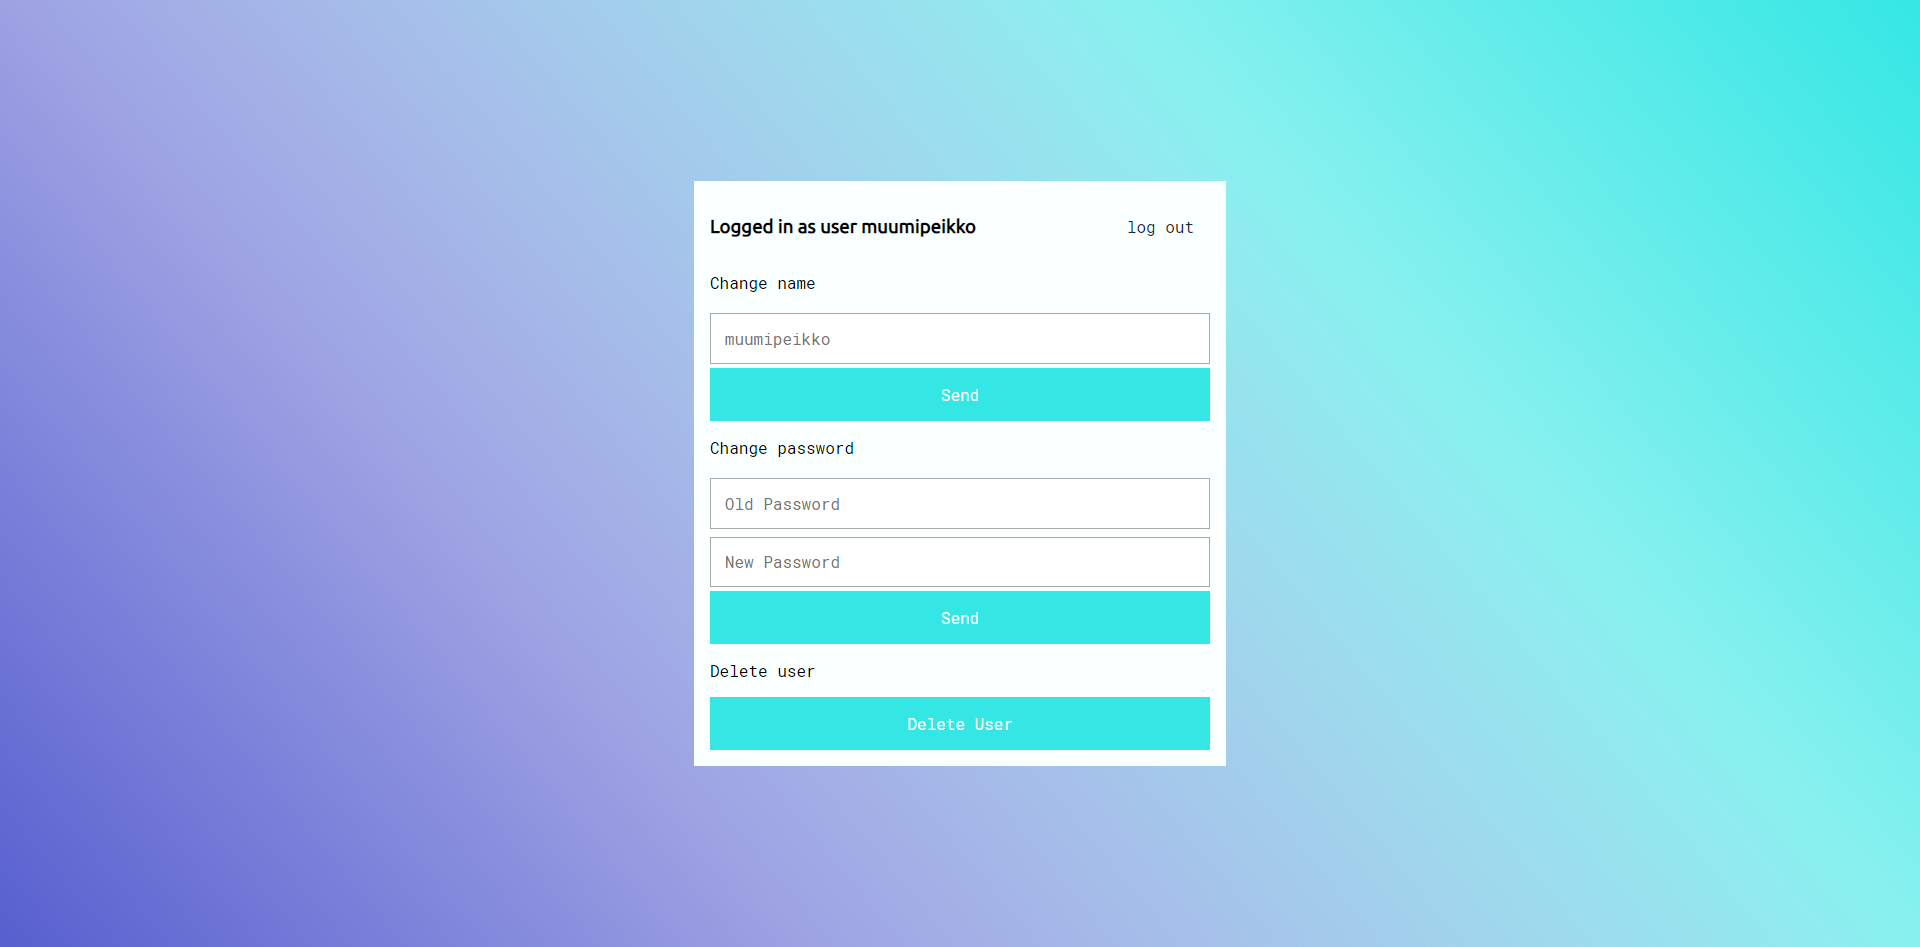 Logged in as user muumipeikko log out
Change name
muumipeikko
Send
Change password
Old Password
New Password
Send
Delete user
Delete User